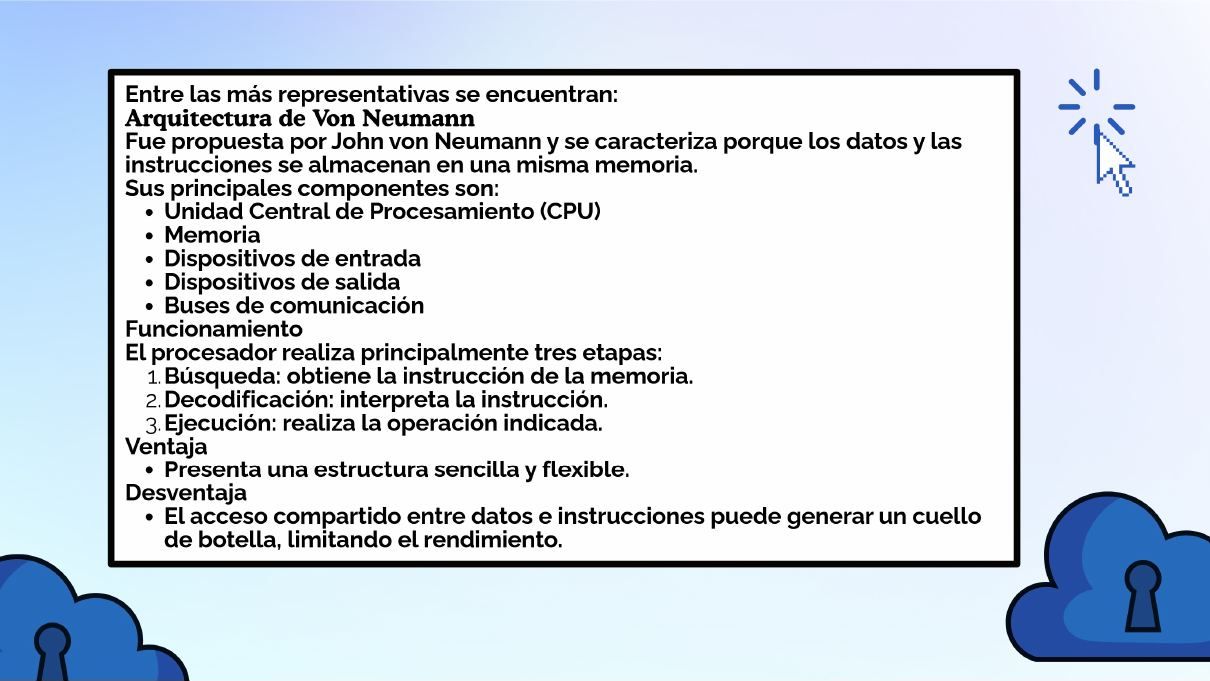 Entre las más representativas se encuentran:
Arquitectura de Von Neumann
Fue propuesta por John von Neumann y se caracteriza porque los datos y las
instrucciones se almacenan en una misma memoria.
Sus principales componentes son:
• Unidad Central de Procesamiento (CPU)
• Memoria
• Dispositivos de entrada
• Dispositivos de salida
• Buses de comunicación
Funcionamiento
El procesador realiza principalmente tres etapas:
1. Búsqueda: obtiene la instrucción de la memoria.
2. Decodificación: interpreta la instrucción.
3. Ejecución: realiza la operación indicada.
Ventaja
• Presenta una estructura sencilla y flexible.
Desventaja
• El acceso compartido entre datos e instrucciones puede generar un cuello
de botella, limitando el rendimiento.